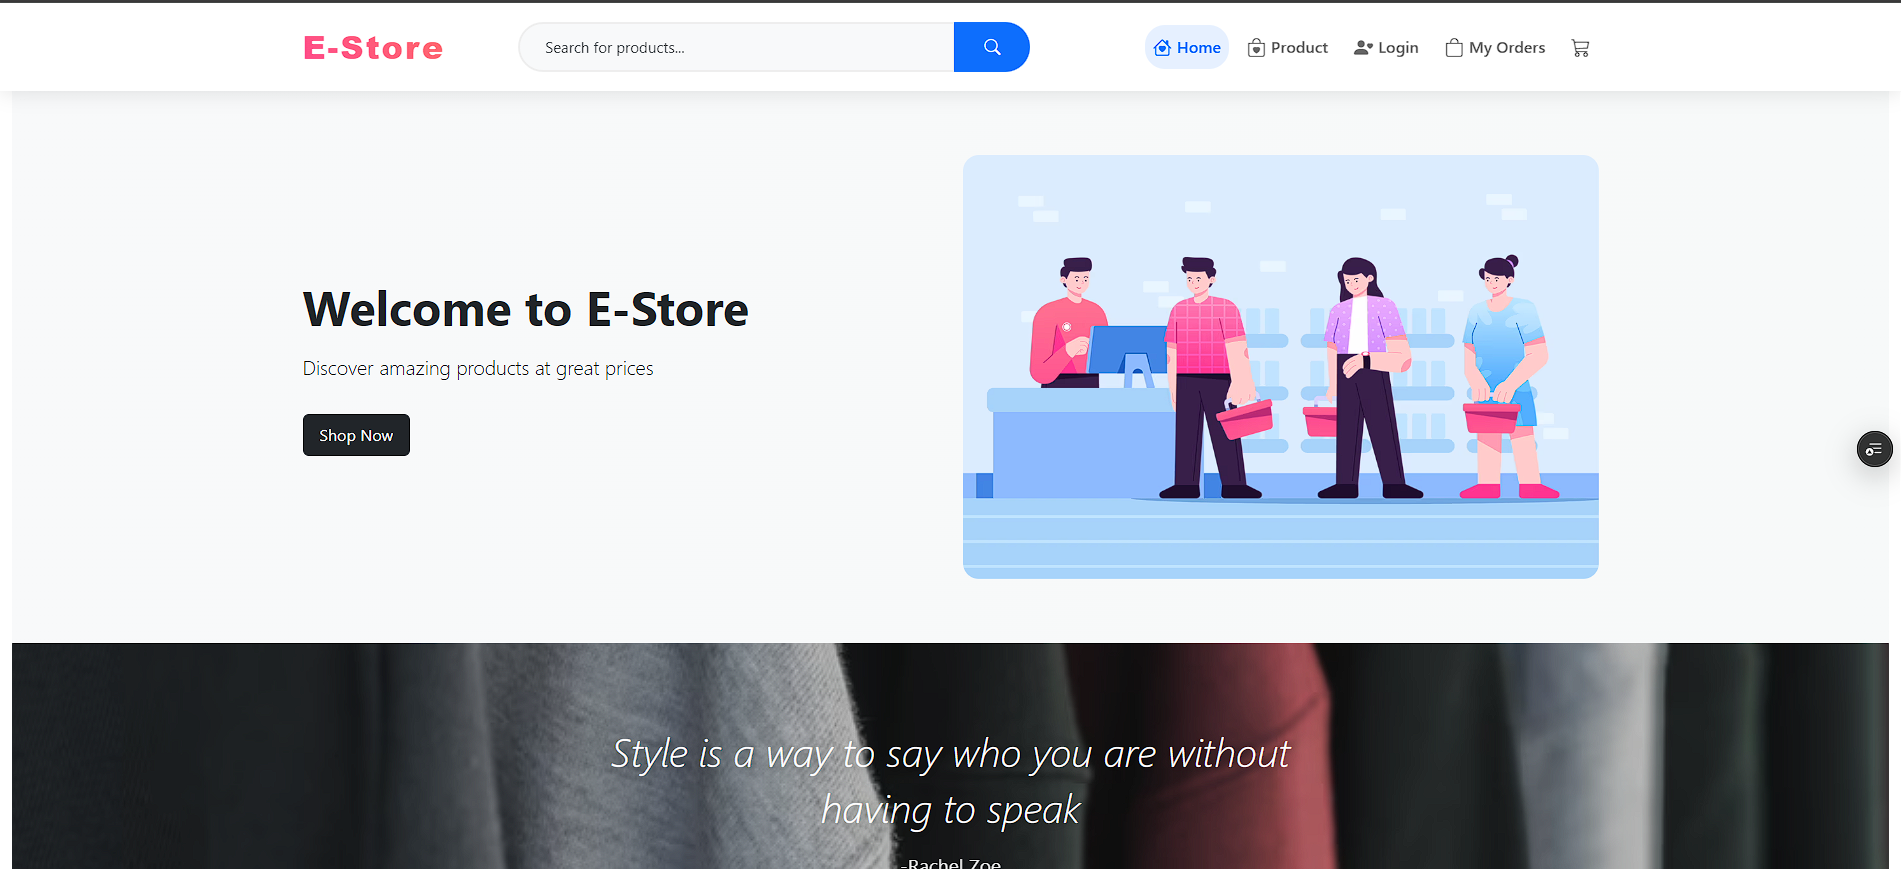 E-Store
Search for products...
Home
Product
Login
My Orders
Welcome to E-Store
Discover amazing products at great prices
Shop Now
Style is a way to say who you are without
having to speak
-Rachel Zoe